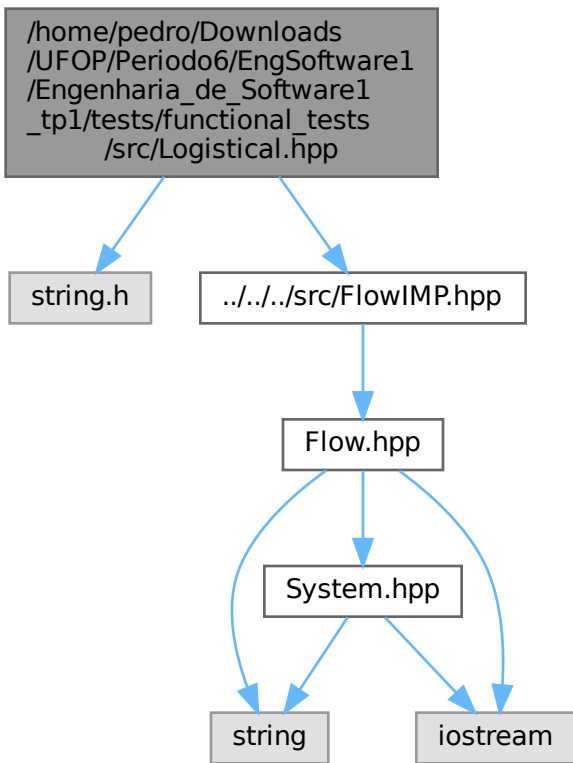 /home/pedro/Downloads
/UFOP/Periodo6/EngSoftware1
/Engenharia_de_Software1
_tp1/tests/functional_tests
/src/Logistical.hpp
string.h
../../../src/FlowIMP.hpp
Flow.hpp
System.hpp
string
iostream